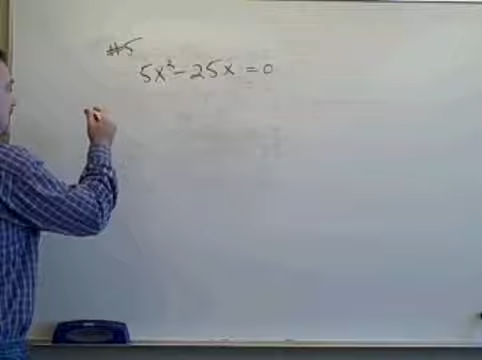 #5
5x² - 25x = 0